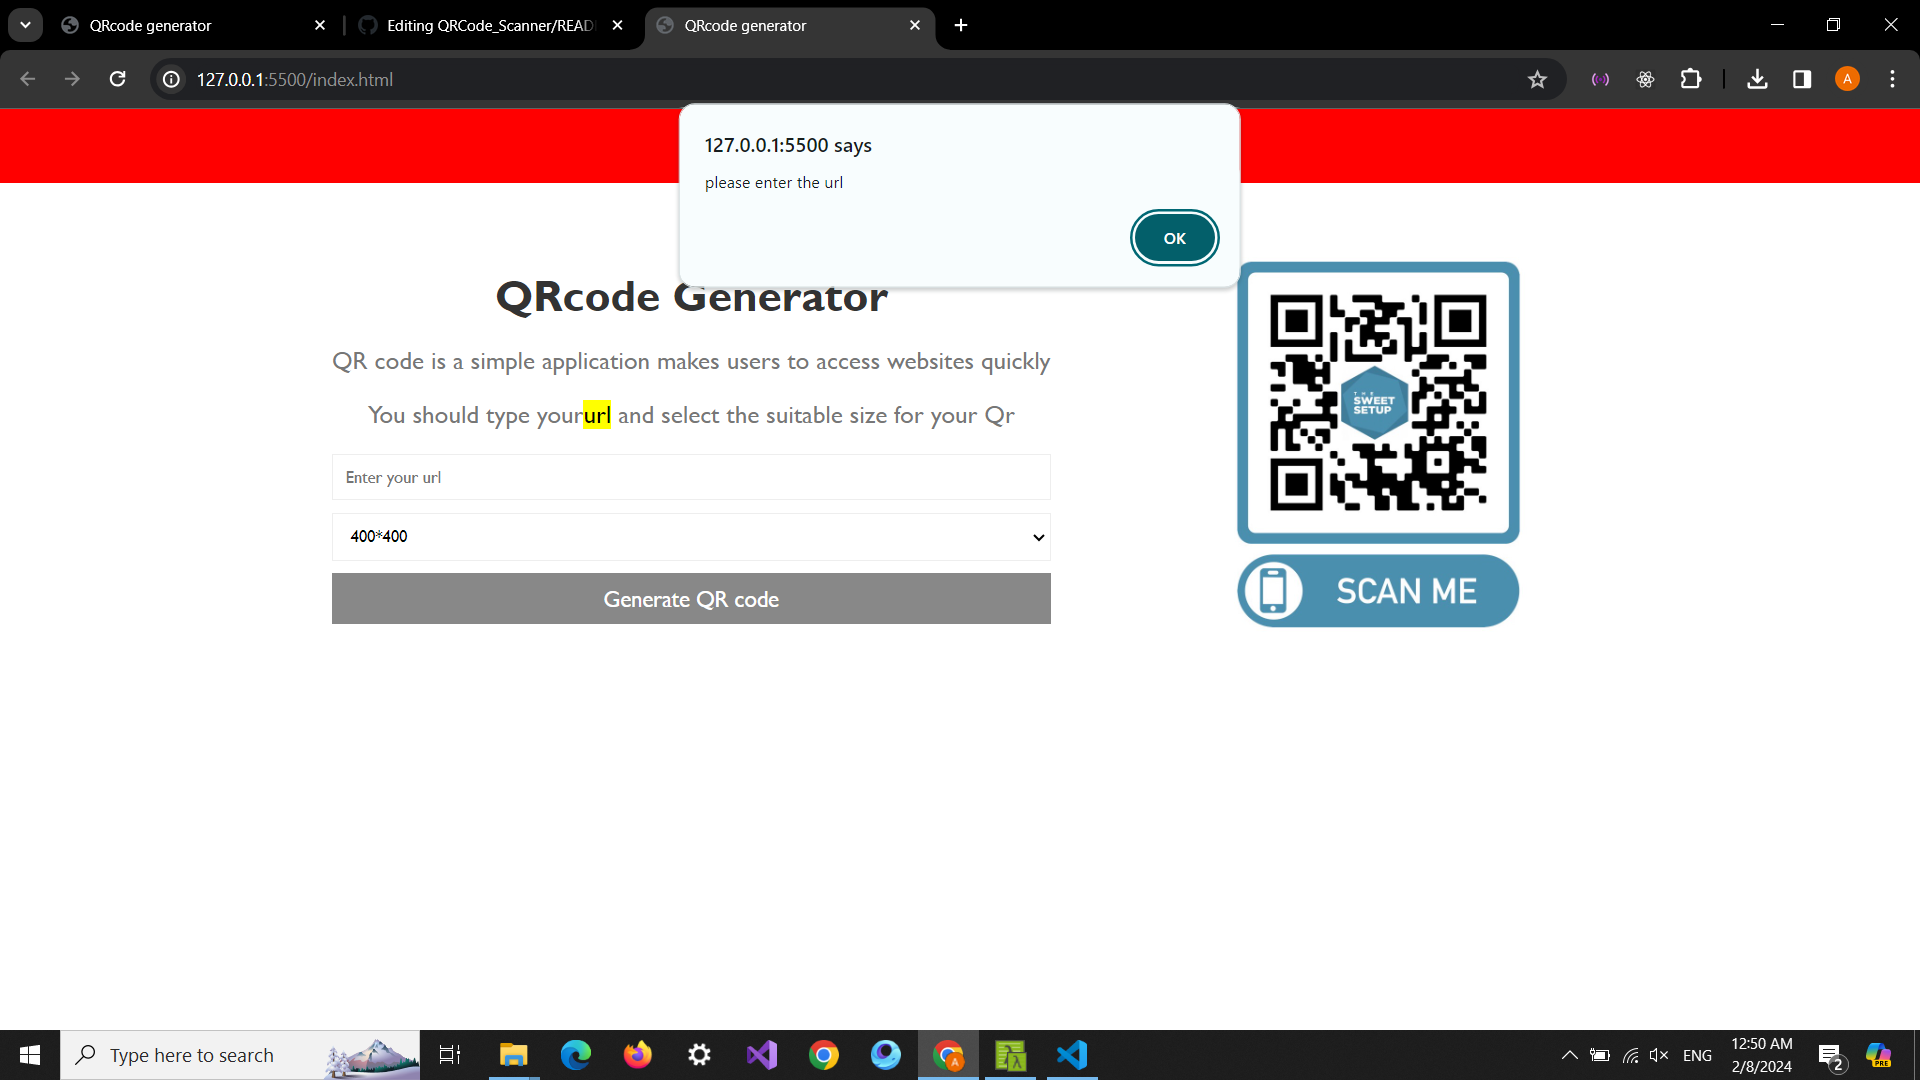 QRcode generator
Editing QRCode_Scanner/READ
QRcode generator
127.0.0.1:5500/index.html
A
127.0.0.1:5500 says
please enter the url
OK
QRcode Generator
QR code is a simple application makes users to access websites quickly
You should type yoururl and select the suitable size for your Qr
Enter your url
400*400
Generate QR code
THE
SWEET
SETUP
SCAN ME
Type here to search
A
ENG
12:50 AM
2/8/2024
2
PRE